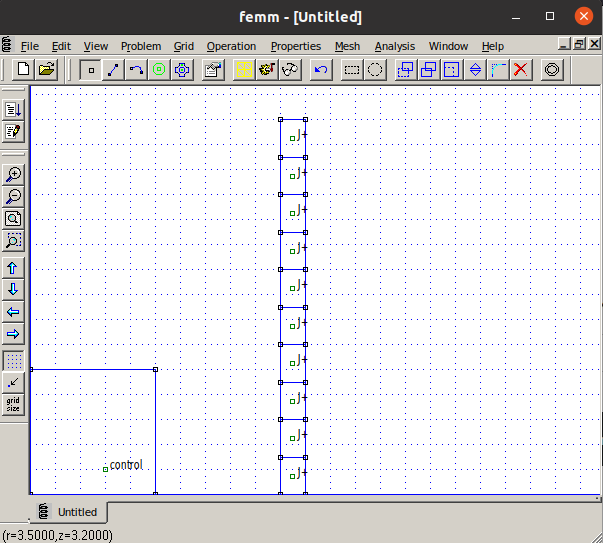 femm - [Untitled]
File Edit View Problem Grid Operation Properties Mesh Analysis Window Help
J+
J+
J+
J+
J+
J+
J+
J+
J+
J+
grid
size
control
Untitled
(r=3.5000,z=3.2000)